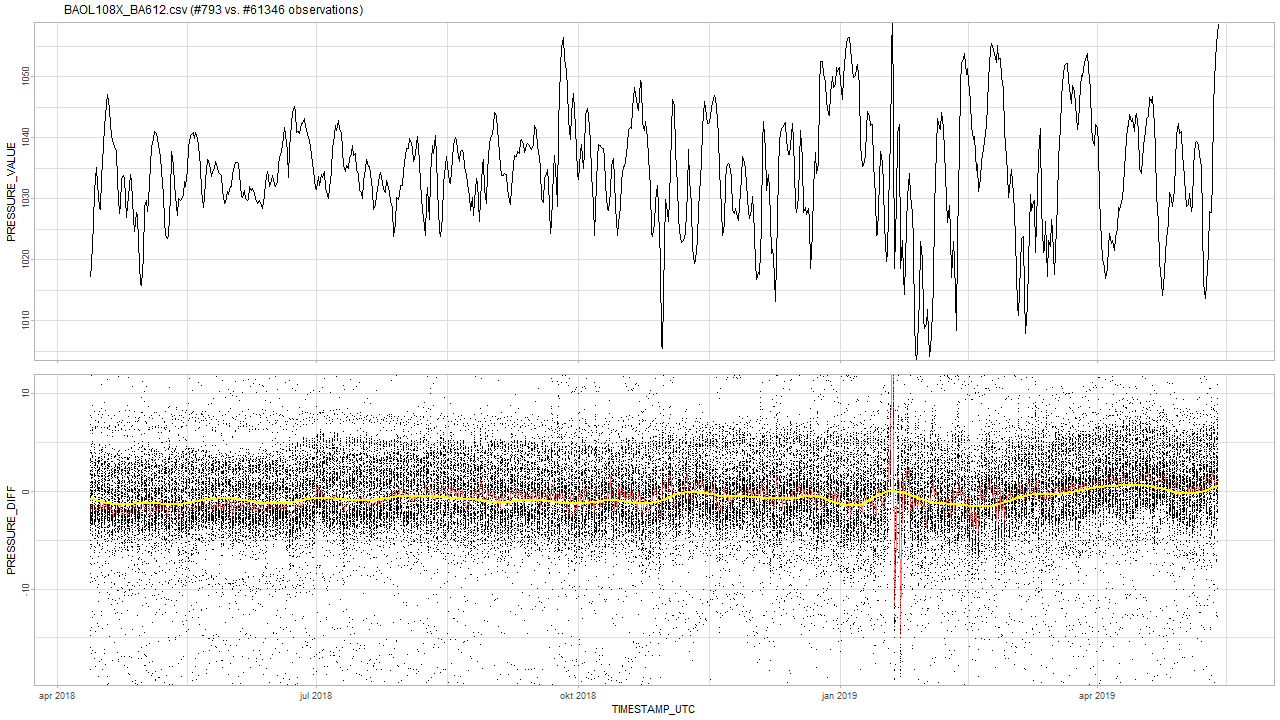 BAOL108X_BA612.csv (#793 vs. #61346 observations)
PRESSURE_VALUE
1050
1040
1030
1020
1010
PRESSURE_DIFF
10
0
-10
apr 2018
jul 2018
okt 2018
jan 2019
apr 2019
TIMESTAMP_UTC